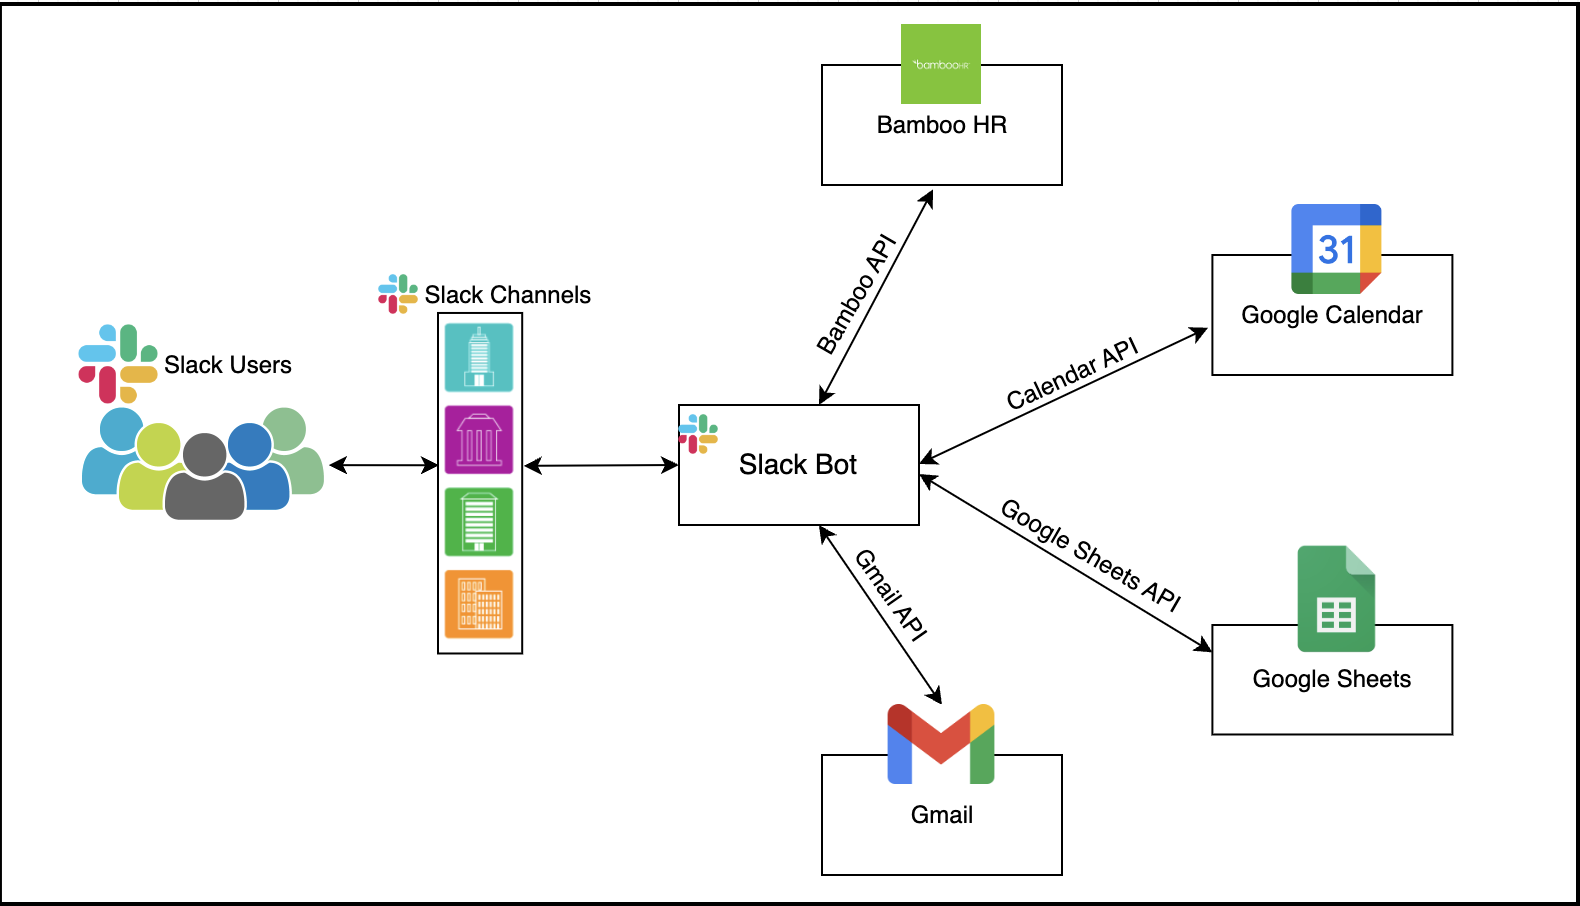 bambooHR
Bamboo HR
31
Google Calendar
Bamboo API
Slack Channels
Calendar API
Slack Users
Slack Bot
Google Sheets API
Gmail API
Google Sheets
Gmail